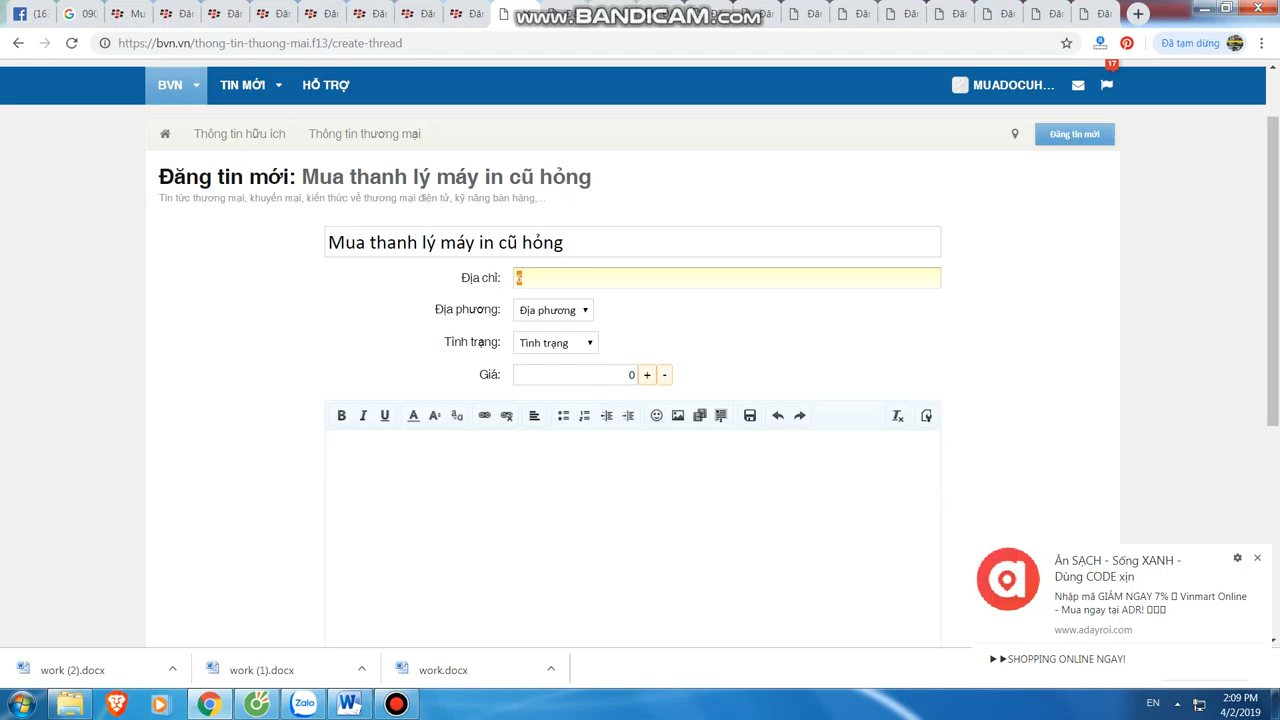 www.BANDICAM.com
(16
090
Mu
Đăn
https://bvn.vn/thong-tin-thuong-mai.f13/create-thread
Đã tạm dừng
17
BVN TIN MỚI HỖ TRỢ MUADOCUH...
Thông tin hữu ích Thông tin thương mại Đăng tin mới
Đăng tin mới: Mua thanh lý máy in cũ hỏng
Tin tức thương mại, khuyến mại, kiến thức về thương mại điện tử, kỹ năng bán hàng,...
Mua thanh lý máy in cũ hỏng
Địa chỉ:
Địa phương: Địa phương
Tình trạng: Tình trạng
Giá: 0 + -
Ăn SẠCH - Sống XANH -
Dùng CODE xịn
Nhập mã GIẢM NGAY 7% Vinmart Online
- Mua ngay tại ADR!
www.adayroi.com
▶ ▶SHOPPING ONLINE NGAY!
work (2).docx work (1).docx work.docx
Zalo
EN 2:09 PM
4/2/2019